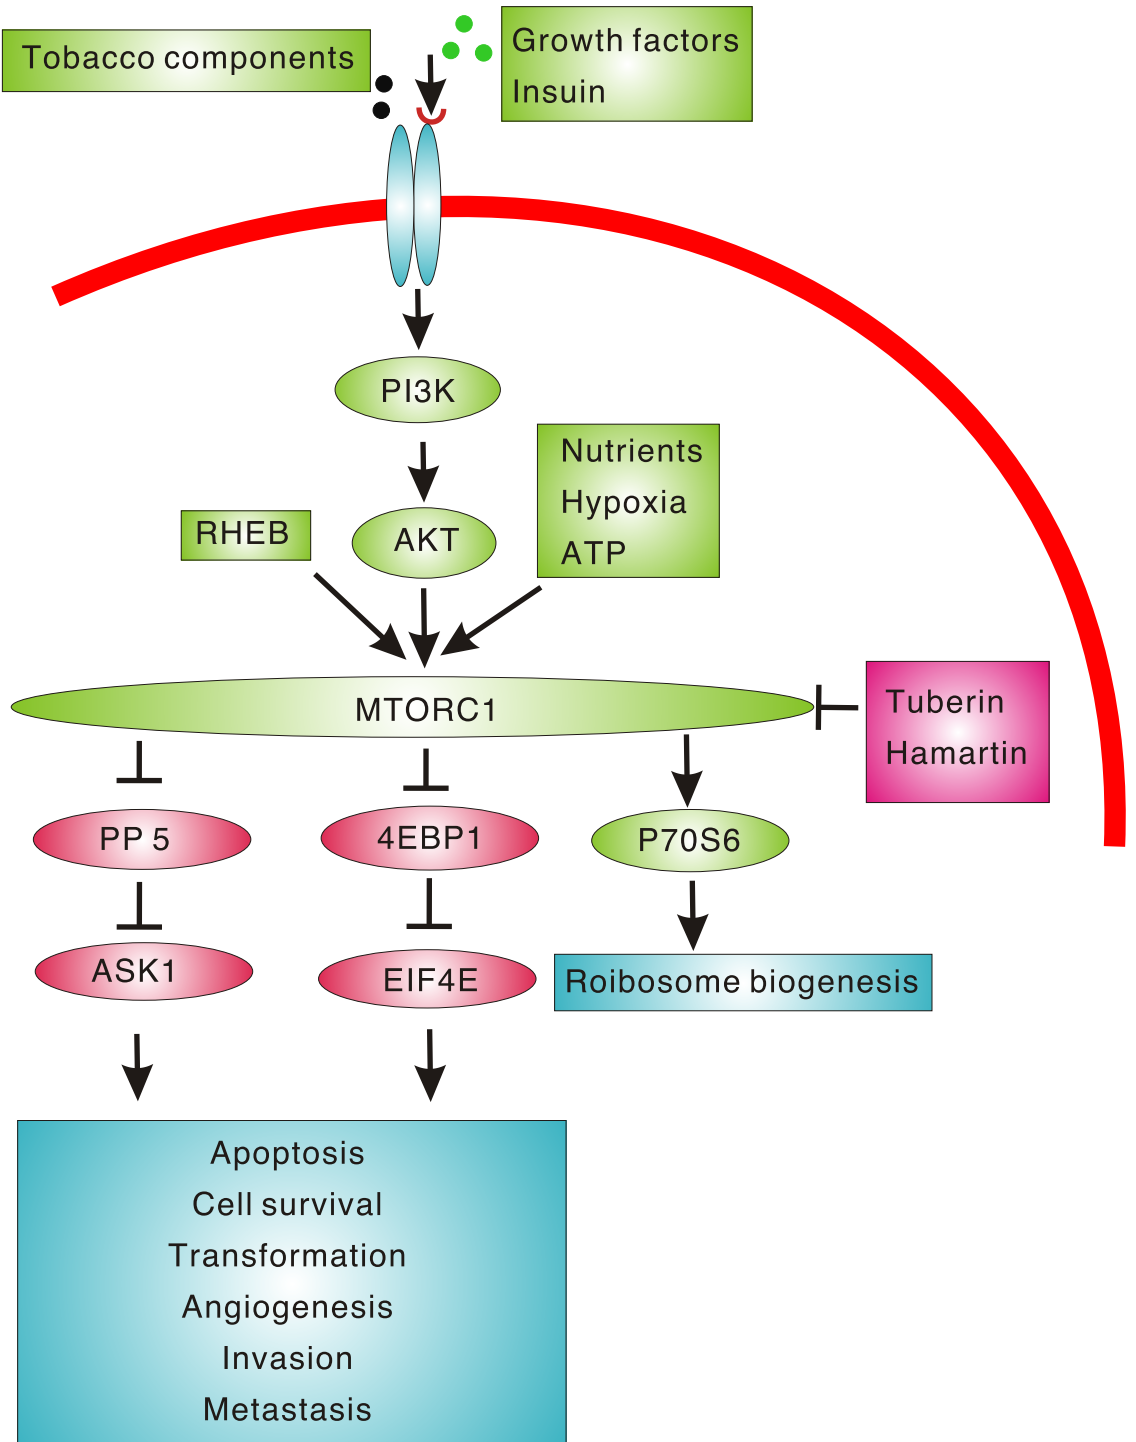 Tobacco components
Growth factors
Insuin
PI3K
Nutrients
Hypoxia
ATP
RHEB
AKT
MTORC1
Tuberin
Hamartin
PP 5
4EBP1
P70S6
ASK1
EIF4E
Roibosome biogenesis
Apoptosis
Cell survival
Transformation
Angiogenesis
Invasion
Metastasis